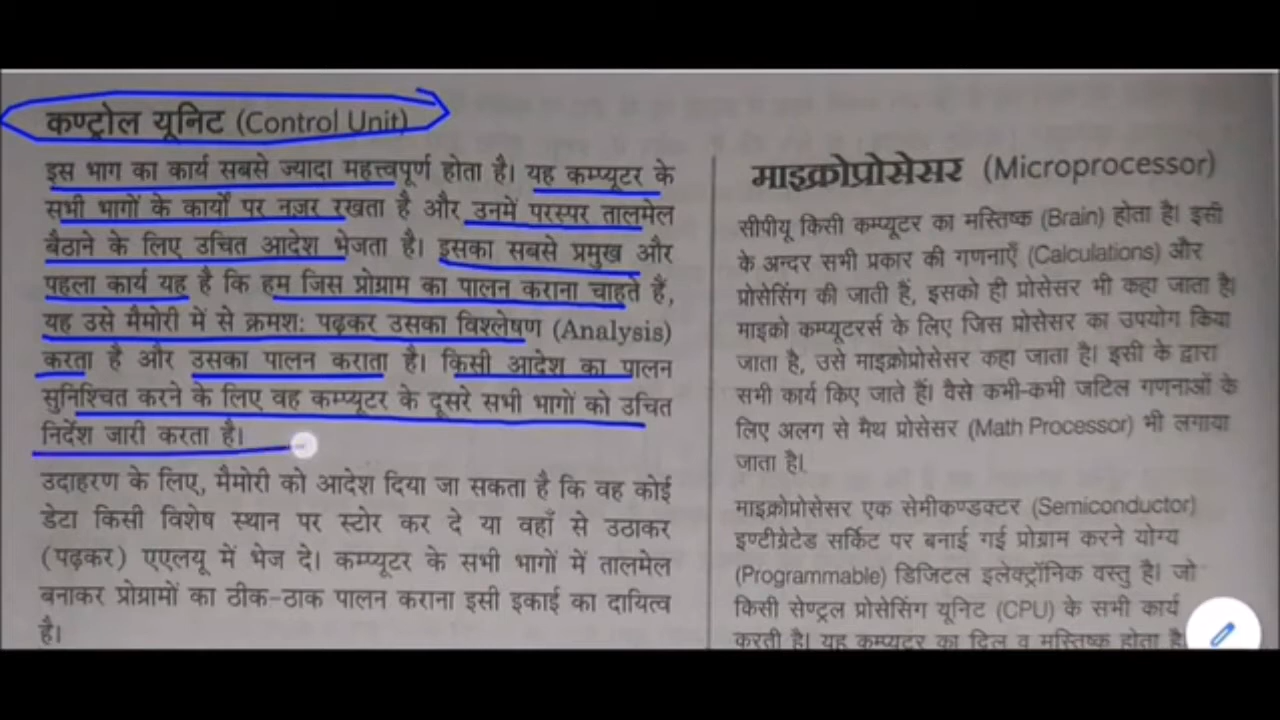 कण्ट्रोल यूनिट (Control Unit)
इस भाग का कार्य सबसे ज्यादा महत्त्वपूर्ण होता है। यह कम्प्यूटर के
सभी भागों के कार्यों पर नज़र रखता है और उनमें परस्पर तालमेल
बैठाने के लिए उचित आदेश भेजता है। इसका सबसे प्रमुख और
पहला कार्य यह है कि हम जिस प्रोग्राम का पालन कराना चाहते हैं,
यह उसे मैमोरी में से क्रमश: पढ़कर उसका विश्लेषण (Analysis)
करता है और उसका पालन कराता है। किसी आदेश का पालन
सुनिश्चित करने के लिए वह कम्प्यूटर के दूसरे सभी भागों को उचित
निर्देश जारी करता है।
उदाहरण के लिए, मैमोरी को आदेश दिया जा सकता है कि वह कोई
डेटा किसी विशेष स्थान पर स्टोर कर दे या वहाँ से उठाकर
(पढ़कर) एएलयू में भेज दे। कम्प्यूटर के सभी भागों में तालमेल
बनाकर प्रोग्रामों का ठीक-ठाक पालन कराना इसी इकाई का दायित्व
है।
माइक्रोप्रोसेसर (Microprocessor)
सीपीयू किसी कम्प्यूटर का मस्तिष्क (Brain) होता है। इसी
के अन्दर सभी प्रकार की गणनाएँ (Calculations) और
प्रोसेसिंग की जाती हैं, इसको ही प्रोसेसर भी कहा जाता है।
माइक्रो कम्प्यूटरर्स के लिए जिस प्रोसेसर का उपयोग किया
जाता है, उसे माइक्रोप्रोसेसर कहा जाता है। इसी के द्वारा
सभी कार्य किए जाते हैं। वैसे कभी-कभी जटिल गणनाओं के
लिए अलग से मैथ प्रोसेसर (Math Processor) भी लगाया
जाता है।
माइक्रोप्रोसेसर एक सेमीकण्डक्टर (Semiconductor)
इण्टीग्रेटेड सर्किट पर बनाई गई प्रोग्राम करने योग्य
(Programmable) डिजिटल इलेक्ट्रॉनिक वस्तु है। जो
किसी सेण्ट्रल प्रोसेसिंग यूनिट (CPU) के सभी कार्य
करती है। यह कम्प्यूटर का दिल व मस्तिष्क होता है